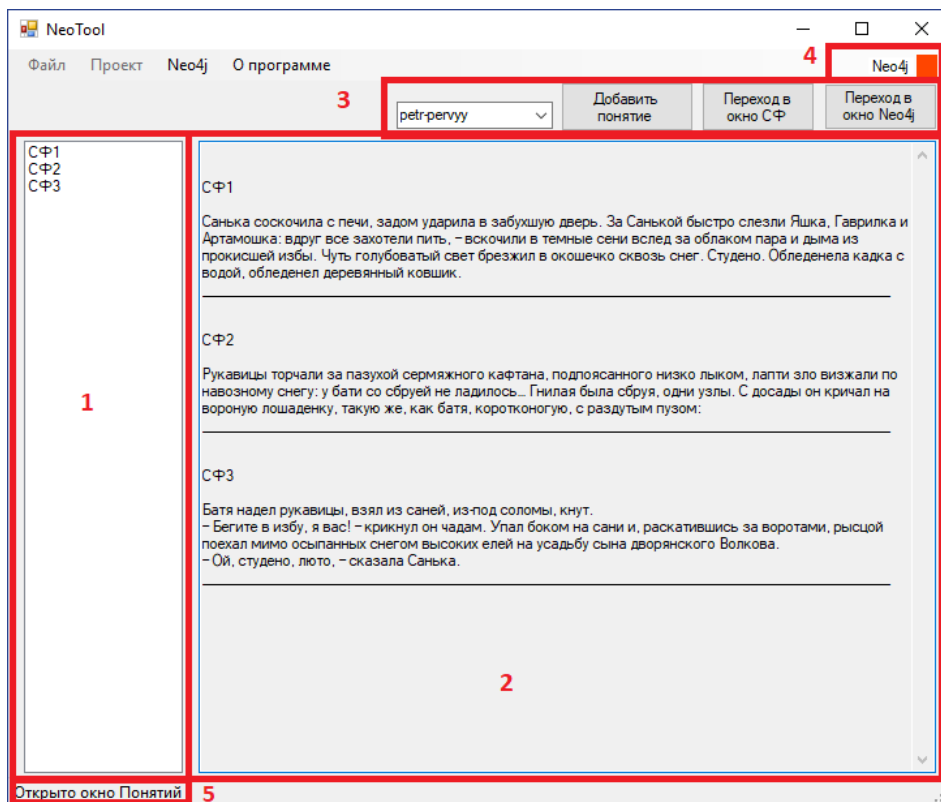 NeoTool
Файл Проект Neo4j О программе
4
Neo4j
3
petr-pervyy
Добавить
понятие
Переход в
окно СФ
Переход в
окно Neo4j
СФ1
СФ2
СФ3
1
СФ1
Санька соскочила с печи, задом ударила в забухшую дверь. За Санькой быстро слезли Яшка, Гаврилка и
Артамошка: вдруг все захотели пить, – вскочили в темные сени вслед за облаком пара и дыма из
прокисшей избы. Чуть голубоватый свет брезжил в окошечко сквозь снег. Студено. Обледенела кадка с
водой, обледенел деревянный ковшик.
СФ2
Рукавицы торчали за пазухой сермяжного кафтана, подпоясанного низко лыком, лапти зло визжали по
навозному снегу: у бати со сбруей не ладилось... Гнилая была сбруя, одни узлы. С досады он кричал на
вороную лошаденку, такую же, как батя, коротконогую, с раздутым пузом:
СФ3
Батя надел рукавицы, взял из саней, из-под соломы, кнут.
– Бегите в избу, я вас! – крикнул он чадам. Упал боком на сани и, раскатившись за воротами, рысцой
поехал мимо осыпанных снегом высоких елей на усадьбу сына дворянского Волкова.
– Ой, студено, люто, – сказала Санька.
2
Открыто окно Понятий
5